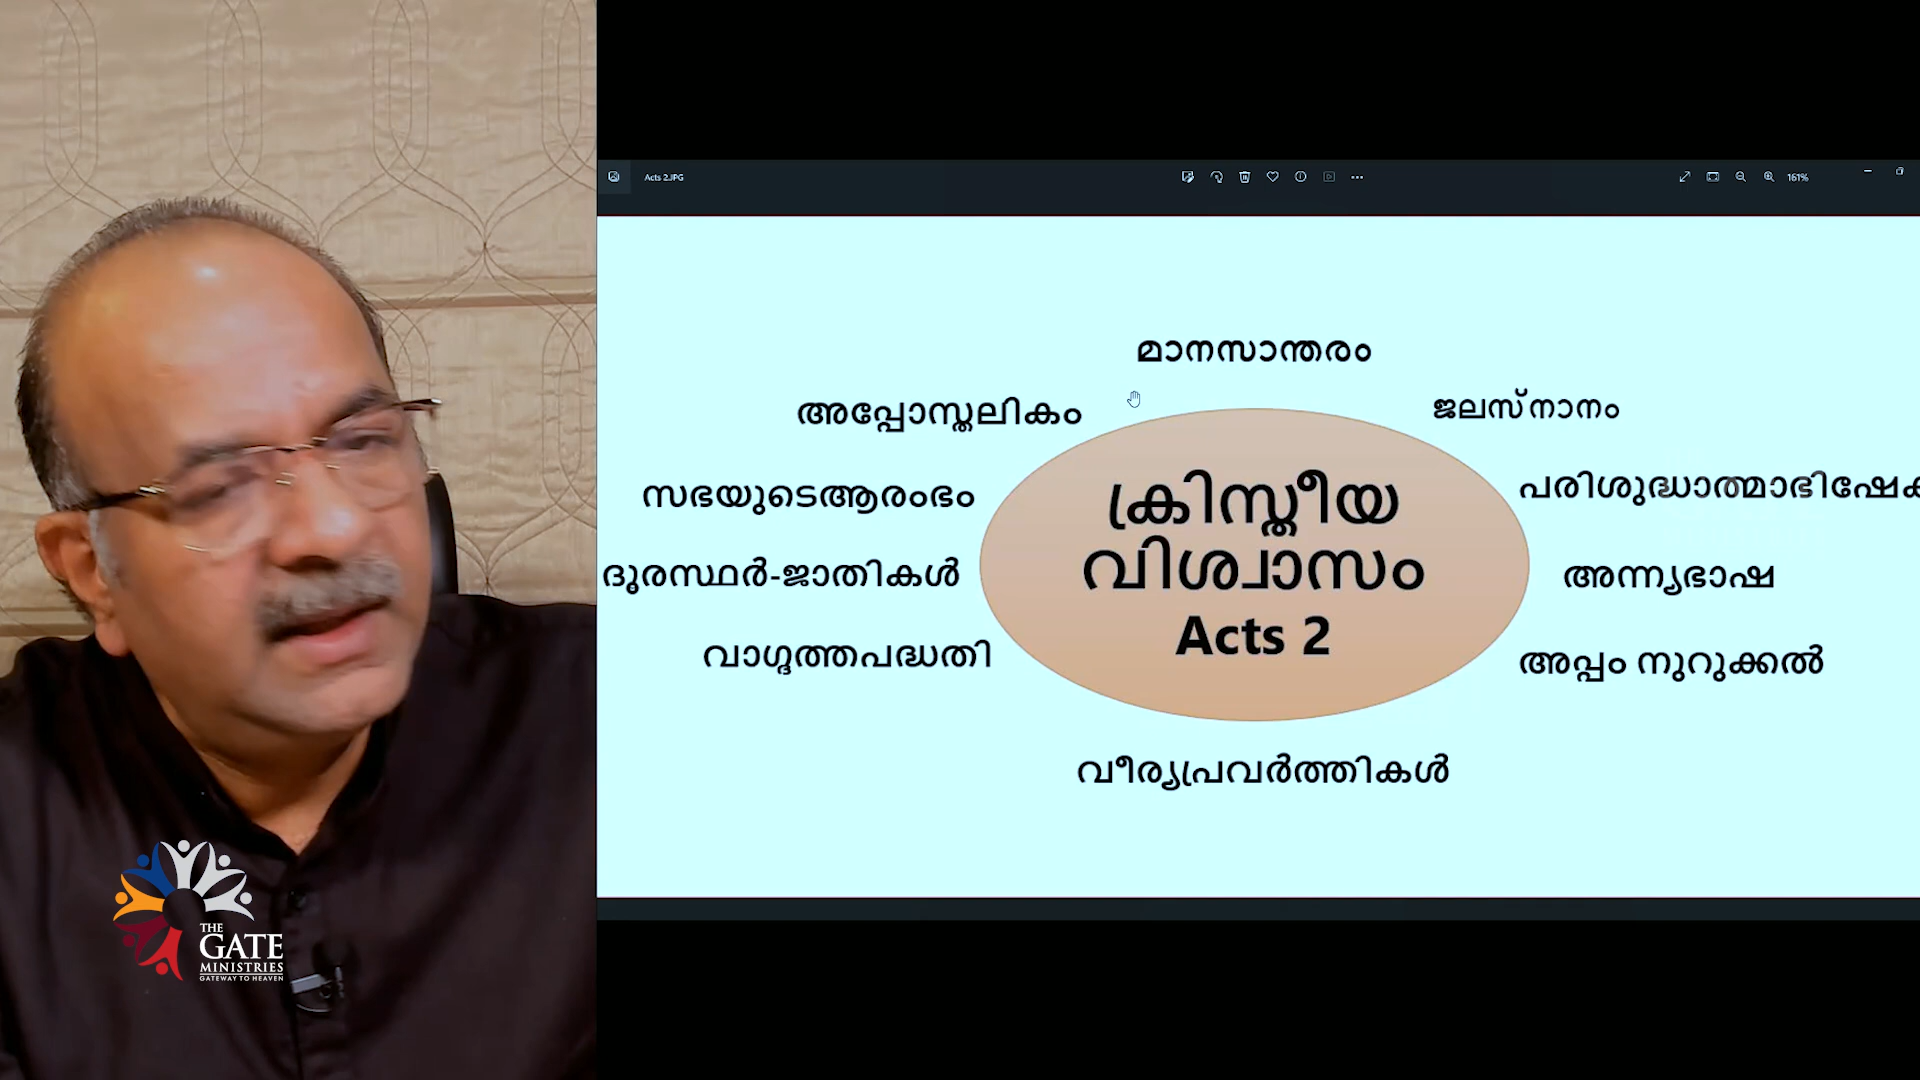 Acts 2.JPG
161%
മാനസാന്തരം
അപ്പോസ്തലികം
ജലസ്നാനം
സഭയുടെആരംഭം
പരിശുദ്ധാത്മാഭിഷേക
ക്രിസ്തീയ
വിശ്വാസം
Acts 2
ദൂരസ്ഥർ-ജാതികൾ
അന്ന്യഭാഷ
വാഗ്ദത്തപദ്ധതി
അപ്പം നുറുക്കൽ
വീര്യപ്രവർത്തികൾ
THE
GATE
MINISTRIES
GATEWAY TO HEAVEN